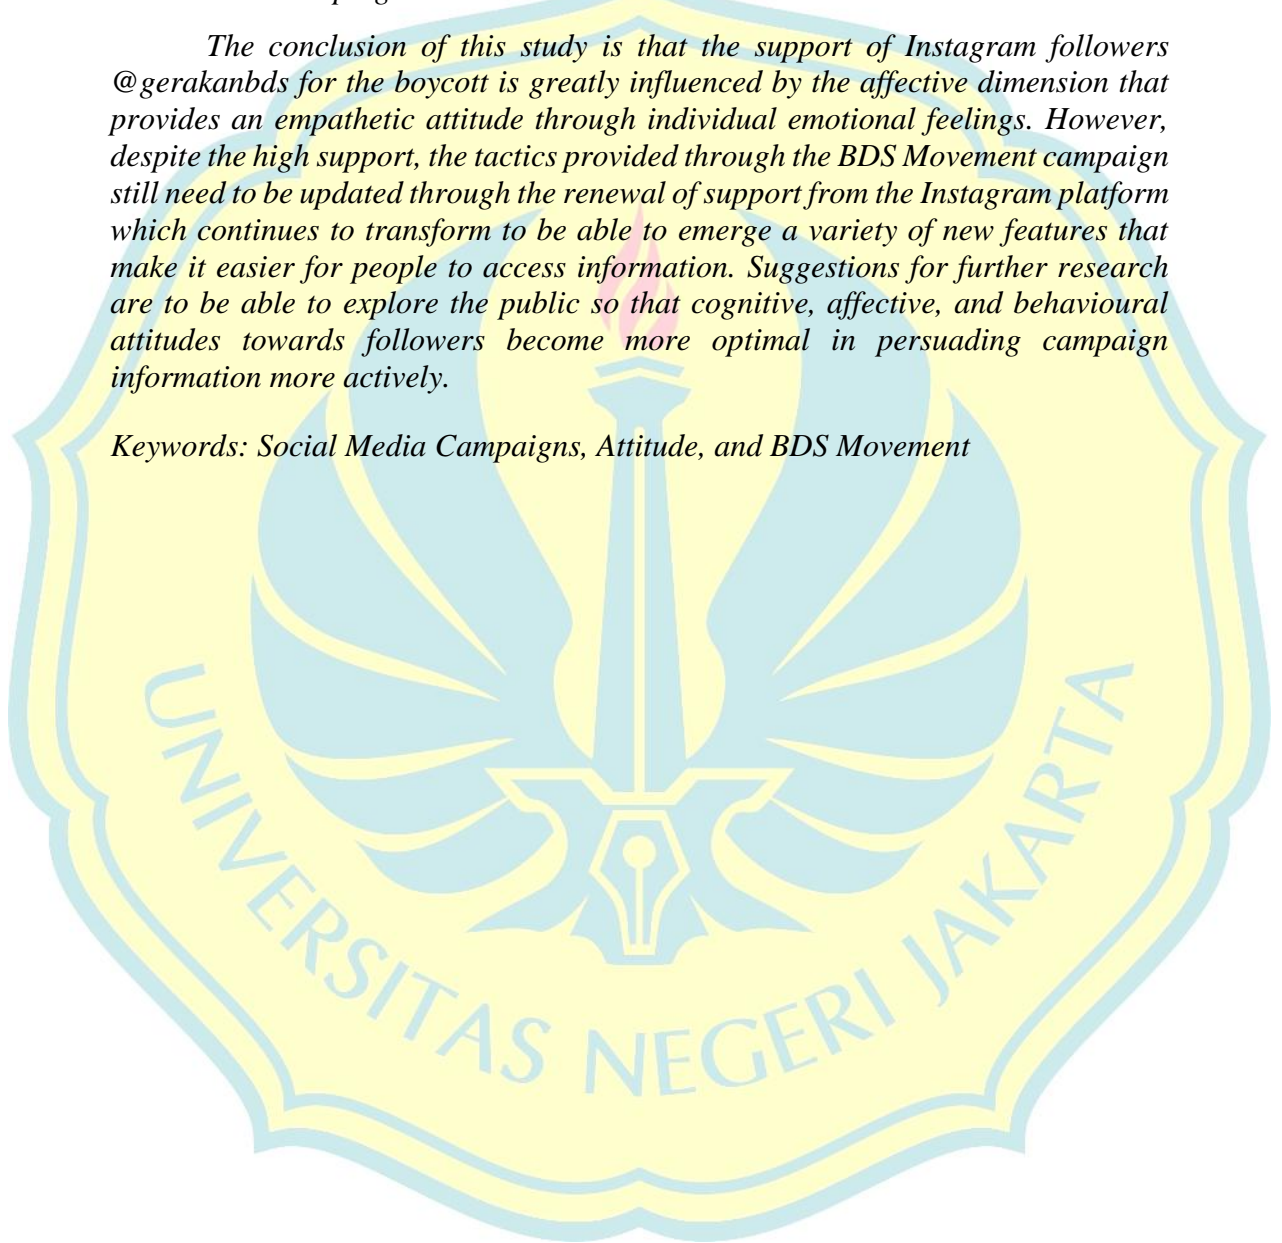 The conclusion of this study is that the support of Instagram followers
@gerakanbds for the boycott is greatly influenced by the affective dimension that
provides an empathetic attitude through individual emotional feelings. However,
despite the high support, the tactics provided through the BDS Movement campaign
still need to be updated through the renewal of support from the Instagram platform
which continues to transform to be able to emerge a variety of new features that
make it easier for people to access information. Suggestions for further research
are to be able to explore the public so that cognitive, affective, and behavioural
attitudes towards followers become more optimal in persuading campaign
information more actively.
Keywords: Social Media Campaigns, Attitude, and BDS Movement
UNIVERSITAS NEGERI JAKARTA